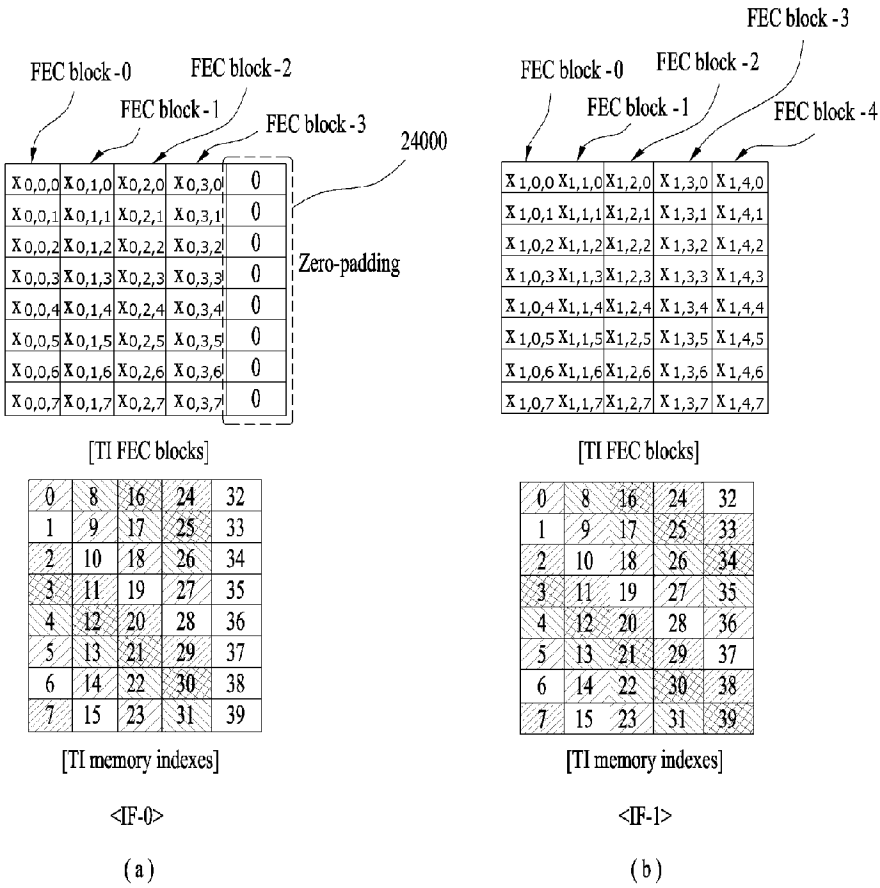 FEC block -0
FEC block -1
FEC block -2
FEC block -3
24000
X0,0,0 X0,1,0 X0,2,0 X0,3,0 0
X0,0,1 X0,1,1 X0,2,1 X0,3,1 0
X0,0,2 X0,1,2 X0,2,2 X0,3,2 0
X0,0,3 X0,1,3 X0,2,3 X0,3,3 0
X0,0,4 X0,1,4 X0,2,4 X0,3,4 0
X0,0,5 X0,1,5 X0,2,5 X0,3,5 0
X0,0,6 X0,1,6 X0,2,6 X0,3,6 0
X0,0,7 X0,1,7 X0,2,7 X0,3,7 0
Zero-padding
[TI FEC blocks]
0 8 16 24 32
1 9 17 25 33
2 10 18 26 34
3 11 19 27 35
4 12 20 28 36
5 13 21 29 37
6 14 22 30 38
7 15 23 31 39
[TI memory indexes]
<IF-0>
(a)
FEC block -0
FEC block -1
FEC block -2
FEC block -3
FEC block -4
X1,0,0 X1,1,0 X1,2,0 X1,3,0 X1,4,0
X1,0,1 X1,1,1 X1,2,1 X1,3,1 X1,4,1
X1,0,2 X1,1,2 X1,2,2 X1,3,2 X1,4,2
X1,0,3 X1,1,3 X1,2,3 X1,3,3 X1,4,3
X1,0,4 X1,1,4 X1,2,4 X1,3,4 X1,4,4
X1,0,5 X1,1,5 X1,2,5 X1,3,5 X1,4,5
X1,0,6 X1,1,6 X1,2,6 X1,3,6 X1,4,6
X1,0,7 X1,1,7 X1,2,7 X1,3,7 X1,4,7
[TI FEC blocks]
0 8 16 24 32
1 9 17 25 33
2 10 18 26 34
3 11 19 27 35
4 12 20 28 36
5 13 21 29 37
6 14 22 30 38
7 15 23 31 39
[TI memory indexes]
<IF-1>
(b)